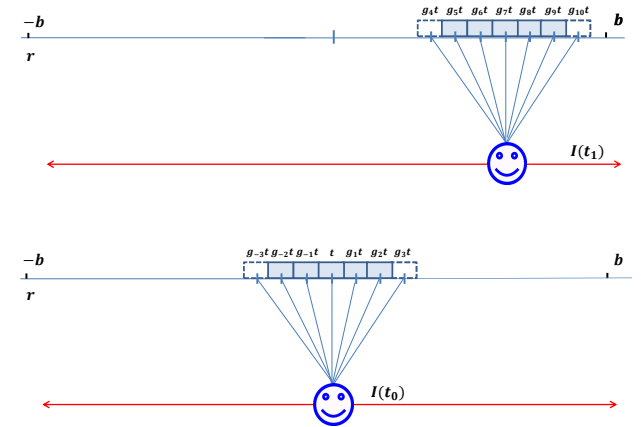 g₄t g₅t g₆t g₇t g₈t g₉t g₁₀t
−b b
r
I(t₁)
g₋₃t g₋₂t g₋₁t t g₁t g₂t g₃t
−b b
r
I(t₀)